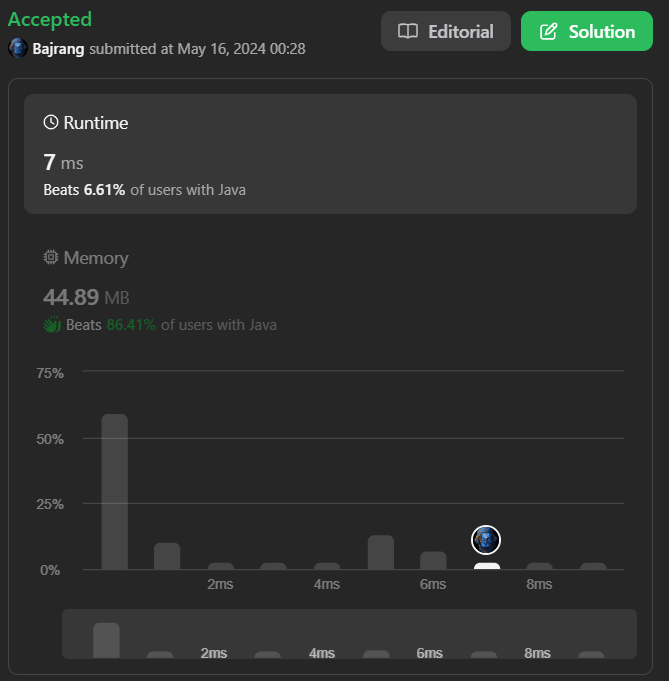 Accepted
Editorial
Solution
Bajrang submitted at May 16, 2024 00:28
Runtime
7 ms
Beats 6.61% of users with Java
Memory
44.89 MB
Beats 86.41% of users with Java
75%
50%
25%
0%
2ms 4ms 6ms 8ms
2ms 4ms 6ms 8ms